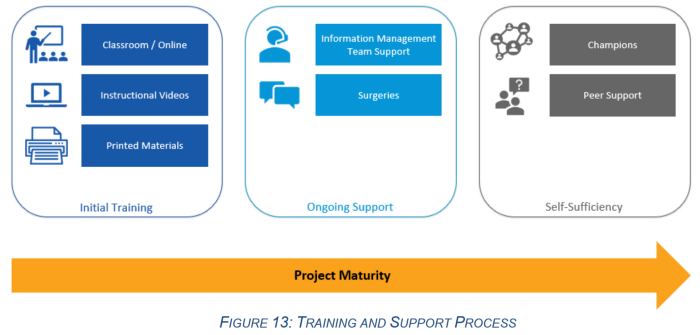 Classroom / Online
Instructional Videos
Printed Materials
Initial Training
Information Management
Team Support
Surgeries
Ongoing Support
Champions
?
Peer Support
Self-Sufficiency
Project Maturity
FIGURE 13: TRAINING AND SUPPORT PROCESS